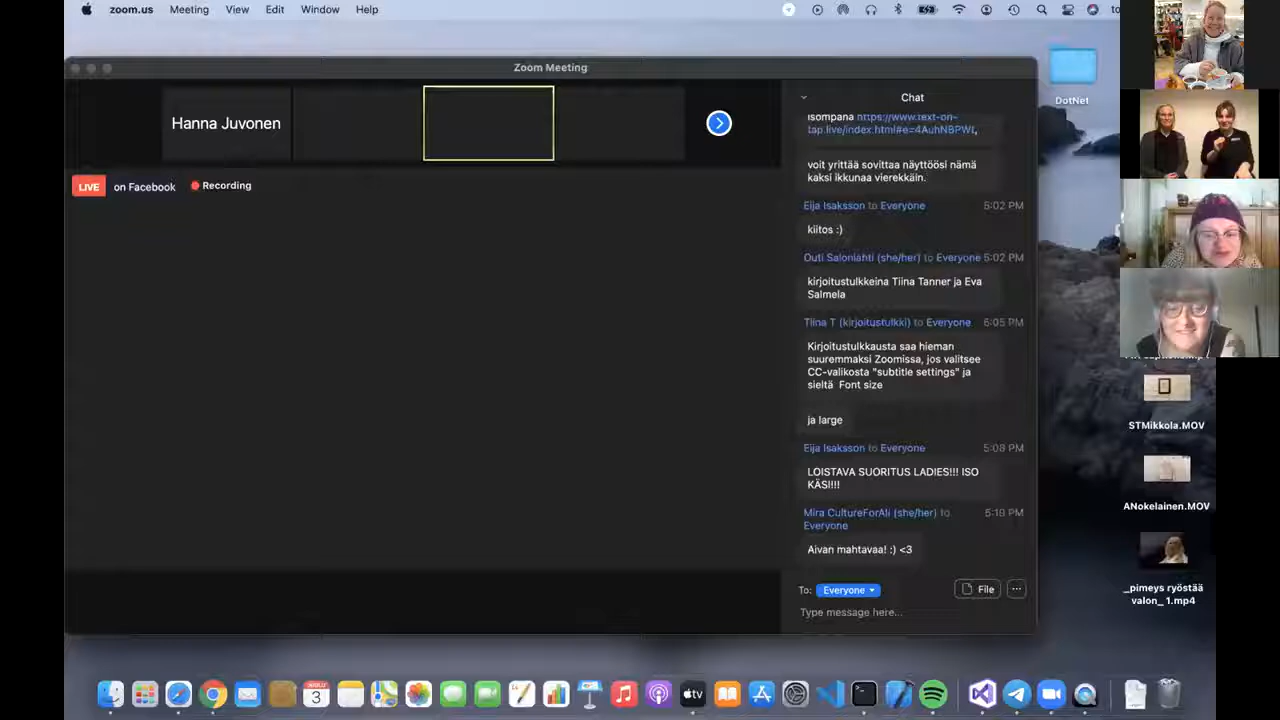 zoom.us Meeting View Edit Window Help
Zoom Meeting
Hanna Juvonen
LIVE on Facebook Recording
Chat
isompana https://www.text-on-
tap.live/index.html#e=4AuhNBPWL,
voit yrittää sovittaa näyttöösi nämä
kaksi ikkunaa vierekkäin.
Eija Isaksson to Everyone 5:02 PM
kiitos :)
Outi Salonlahti (she/her) to Everyone 5:02 PM
kirjoitustulkkeina Tiina Tanner ja Eva
Salmela
Tiina T (kirjoitustulkki) to Everyone 5:05 PM
Kirjoitustulkkausta saa hieman
suuremmaksi Zoomissa, jos valitsee
CC-valikosta "subtitle settings" ja
sieltä Font size
ja large
Eija Isaksson to Everyone 5:08 PM
LOISTAVA SUORITUS LADIES!!! ISO
KÄSI!!!!
Mira CultureForAll (she/her) to 5:18 PM
Everyone
Aivan mahtavaa! :) <3
To: Everyone File
Type message here...
DotNet
STMikkola.MOV
ANokelainen.MOV
_pimeys ryöstää
valon_ 1.mp4
3
tv